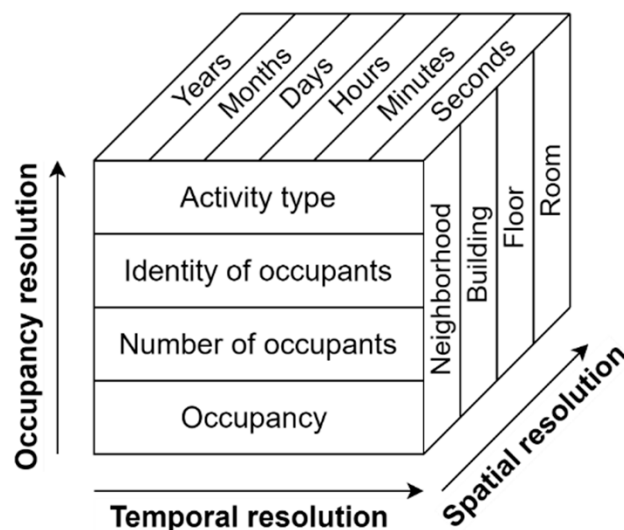 Years
Months
Days
Hours
Minutes
Seconds
Activity type
Identity of occupants
Number of occupants
Occupancy
Neighborhood
Building
Floor
Room
Occupancy resolution
Temporal resolution
Spatial resolution